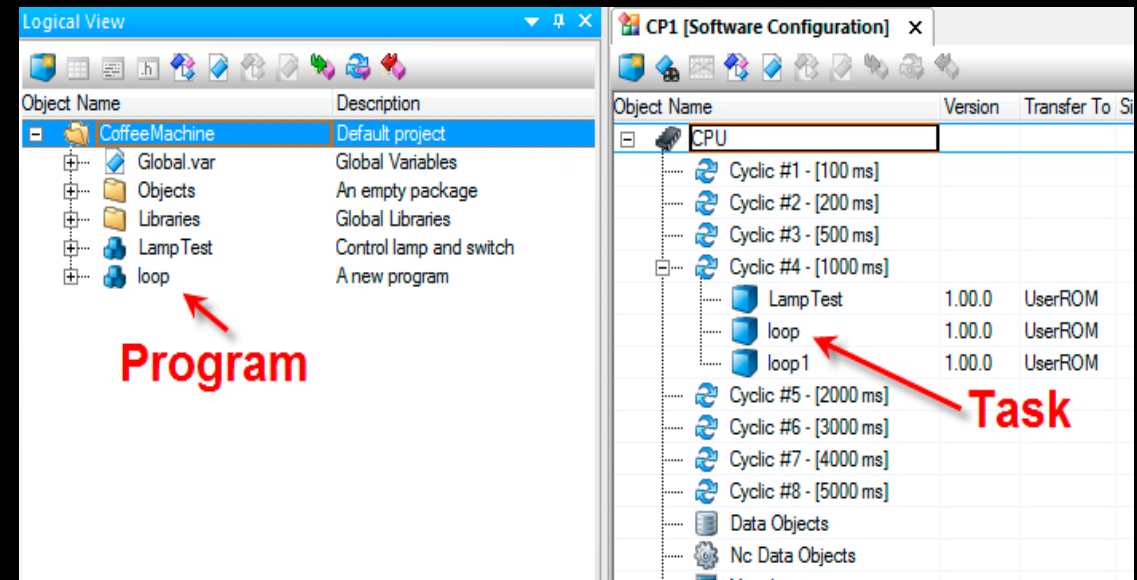 Logical View
Object Name Description
CoffeeMachine Default project
Global.var Global Variables
Objects An empty package
Libraries Global Libraries
LampTest Control lamp and switch
loop A new program
Program
CP1 [Software Configuration] X
.h
Object Name Version Transfer To Si
CPU
Cyclic #1 - [100 ms]
Cyclic #2 - [200 ms]
Cyclic #3 - [500 ms]
Cyclic #4 - [1000 ms]
LampTest 1.00.0 UserROM
loop 1.00.0 UserROM
loop1 1.00.0 UserROM
Cyclic #5 - [2000 ms]
Task
Cyclic #6 - [3000 ms]
Cyclic #7 - [4000 ms]
Cyclic #8 - [5000 ms]
Data Objects
Nc Data Objects